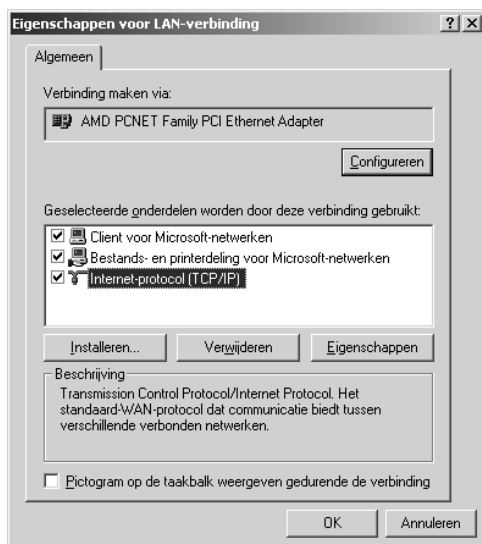 Eigenschappen voor LAN-verbinding
Algemeen
Verbinding maken via:
AMD PCNET Family PCI Ethernet Adapter
Configureren
Geselecteerde onderdelen worden door deze verbinding gebruikt:
Client voor Microsoft-netwerken
Bestands- en printerdeling voor Microsoft-netwerken
Internet-protocol (TCP/IP)
Installeren... Verwijderen Eigenschappen
Beschrijving
Transmission Control Protocol/Internet Protocol. Het
standaard-WAN-protocol dat communicatie biedt tussen
verschillende verbonden netwerken.
Pictogram op de taakbalk weergeven gedurende de verbinding
OK Annuleren